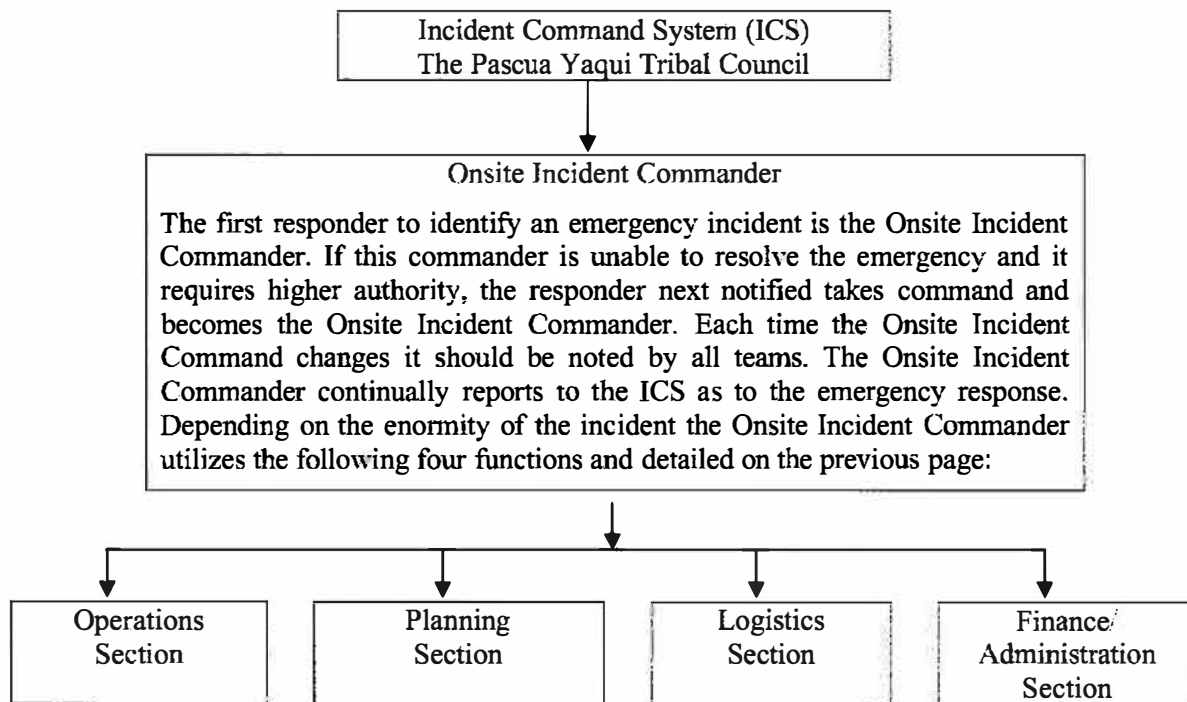 Incident Command System (ICS)
The Pascua Yaqui Tribal Council
Onsite Incident Commander
The first responder to identify an emergency incident is the Onsite Incident
Commander. If this commander is unable to resolve the emergency and it
requires higher authority, the responder next notified takes command and
becomes the Onsite Incident Commander. Each time the Onsite Incident
Command changes it should be noted by all teams. The Onsite Incident
Commander continually reports to the ICS as to the emergency response.
Depending on the enormity of the incident the Onsite Incident Commander
utilizes the following four functions and detailed on the previous page:
Operations
Section
Planning
Section
Logistics
Section
Finance/
Administration
Section